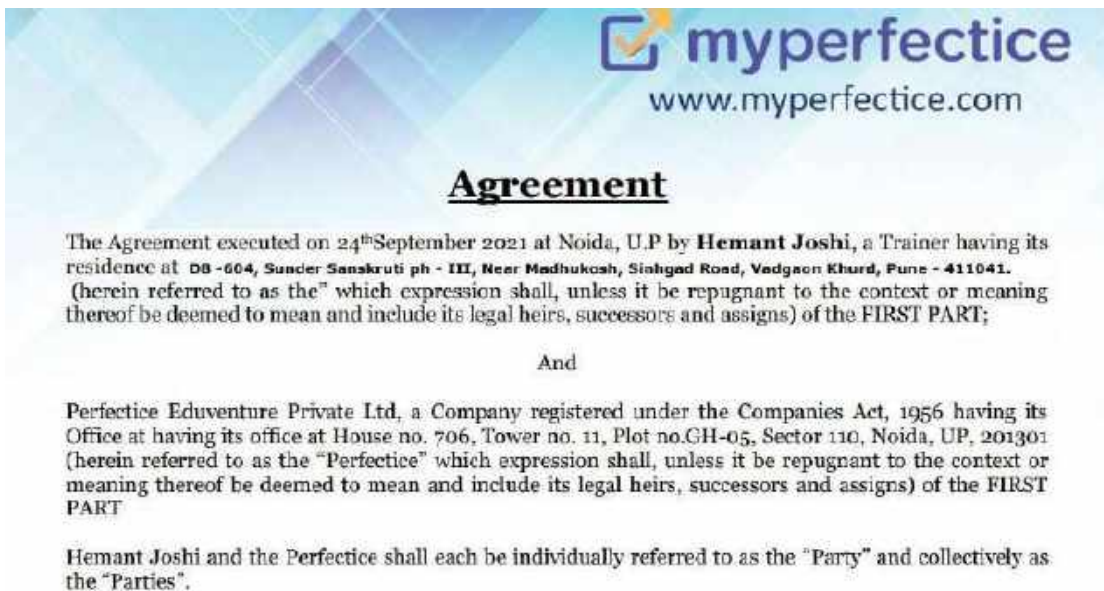 myperfectice
www.myperfectice.com
Agreement
The Agreement executed on 24thSeptember 2021 at Noida, U.P by Hemant Joshi, a Trainer having its
residence at DB -604, Sunder Sanskruti ph - III, Near Madhukosh, Sinhgad Road, Vadgaon Khurd, Pune - 411041.
(herein referred to as the” which expression shall, unless it be repugnant to the context or meaning
thereof be deemed to mean and include its legal heirs, successors and assigns) of the FIRST PART;
And
Perfectice Eduventure Private Ltd, a Company registered under the Companies Act, 1956 having its
Office at having its office at House no. 706, Tower no. 11, Plot no.GH-05, Sector 110, Noida, UP, 201301
(herein referred to as the “Perfectice” which expression shall, unless it be repugnant to the context or
meaning thereof be deemed to mean and include its legal heirs, successors and assigns) of the FIRST
PART
Hemant Joshi and the Perfectice shall each be individually referred to as the “Party” and collectively as
the “Parties”.